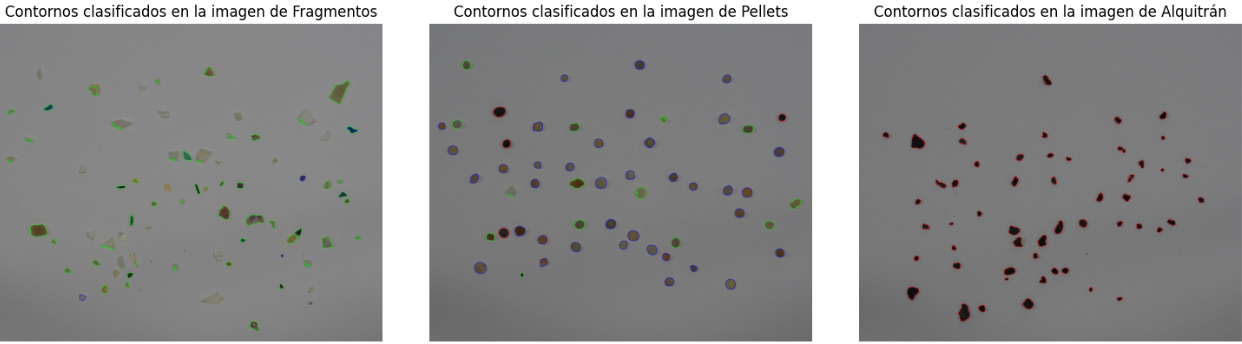 Contornos clasificados en la imagen de Fragmentos
Contornos clasificados en la imagen de Pellets
Contornos clasificados en la imagen de Alquitrán